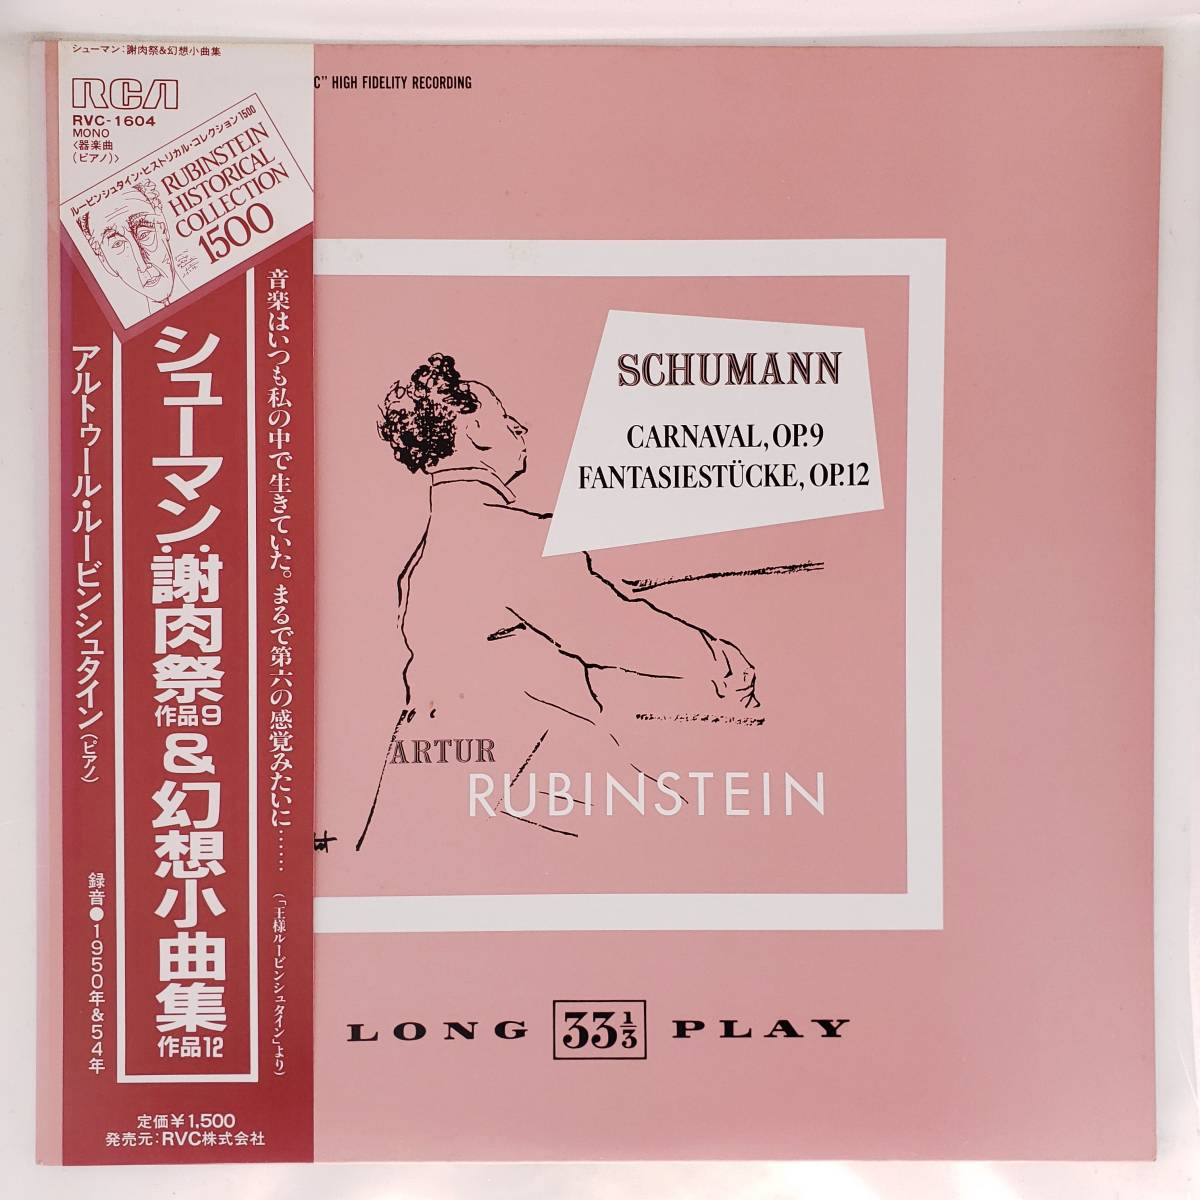 シューマン:謝肉祭&幻想小曲集
RCA
RVC-1604
MONO
〈器楽曲
(ピアノ)〉
ルービンシュタイン・ヒストリカル・コレクション1500
RUBINSTEIN
HISTORICAL
COLLECTION
1500
音楽はいつも私の中で生きていた。まるで第六の感覚みたいに……
(「王様ルービンシュタイン」より)
シューマン:謝肉祭作品9&幻想小曲集作品12
アルトゥール・ルービンシュタイン(ピアノ)
録音●1950年&54年
定価¥1,500
発売元:RVC株式会社
C" HIGH FIDELITY RECORDING
SCHUMANN
CARNAVAL, OP.9
FANTASIESTÜCKE, OP.12
ARTUR
RUBINSTEIN
LONG 33 1/3 PLAY